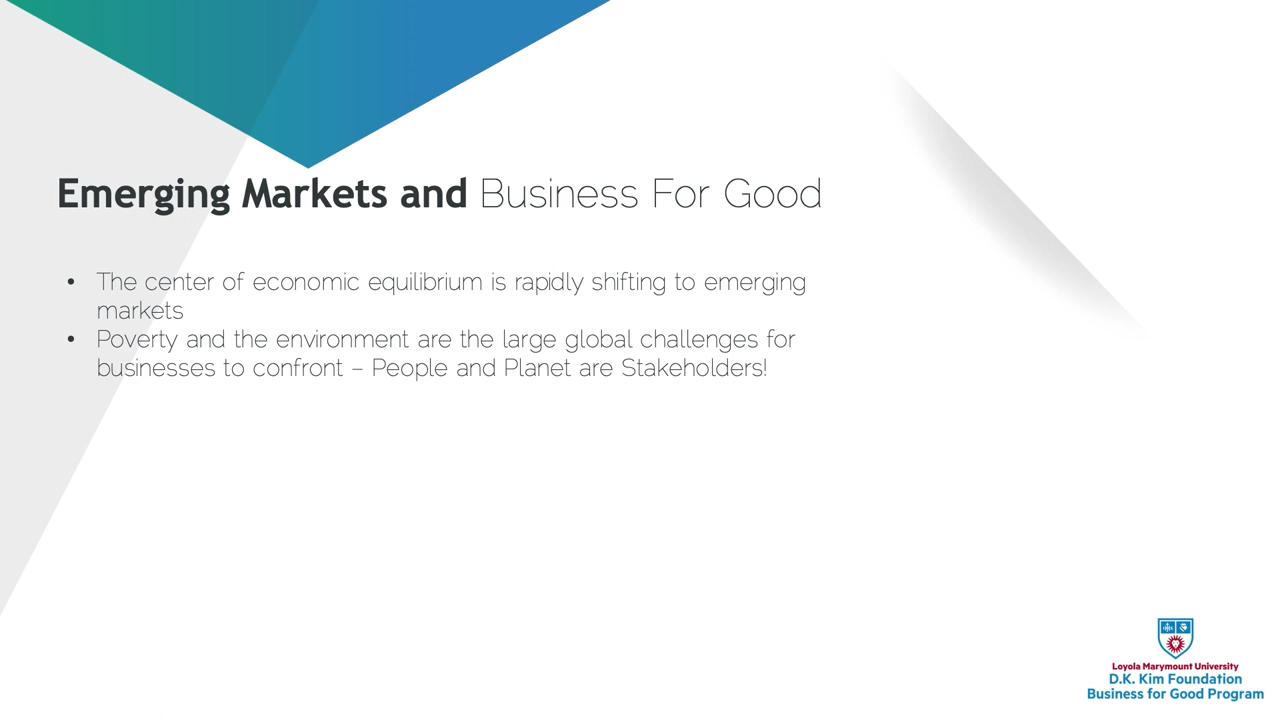 Emerging Markets and Business For Good
• The center of economic equilibrium is rapidly shifting to emerging
markets
• Poverty and the environment are the large global challenges for
businesses to confront – People and Planet are Stakeholders!
Loyola Marymount University
D.K. Kim Foundation
Business for Good Program